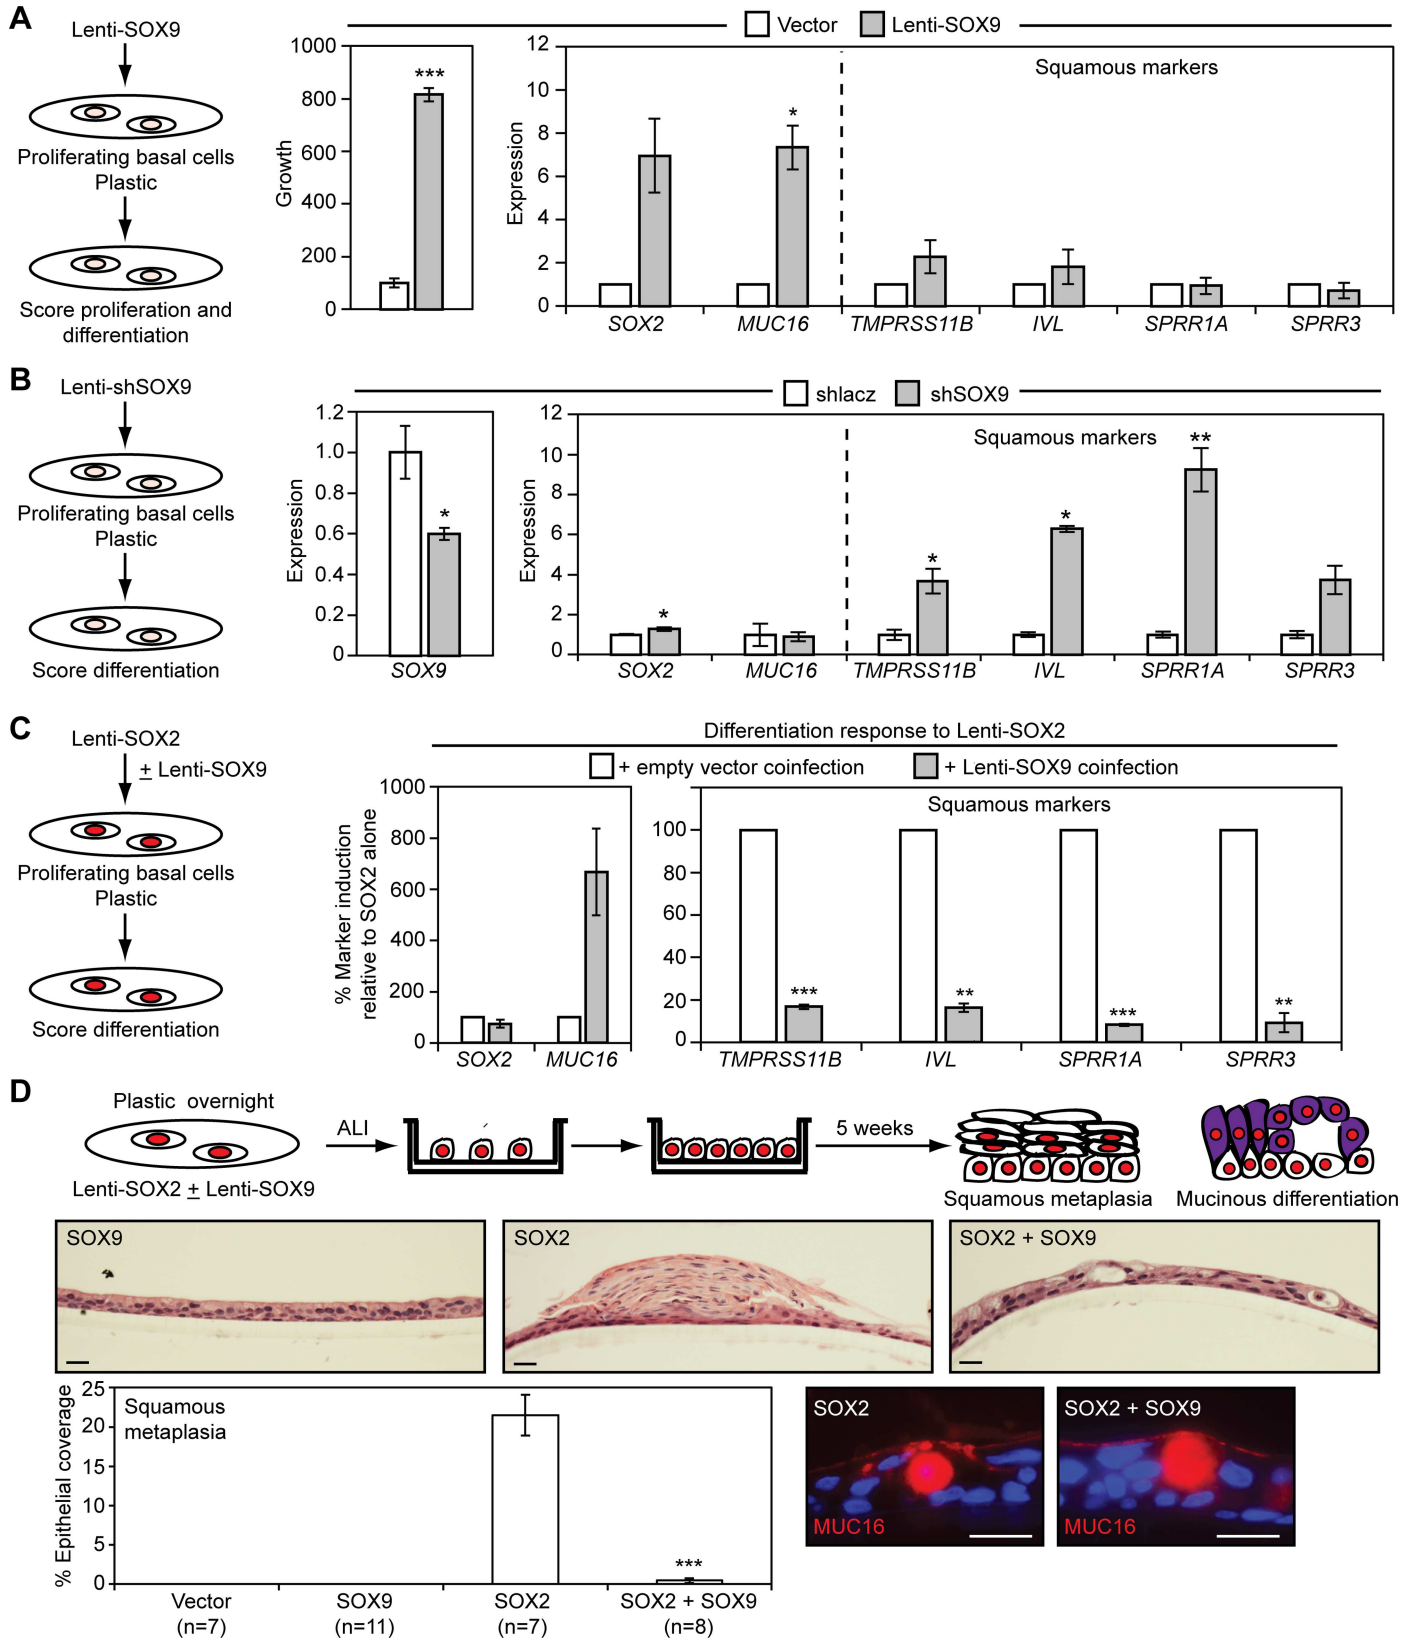 A
Lenti-SOX9
Proliferating basal cells
Plastic
Score proliferation and
differentiation
Vector
Lenti-SOX9
Growth
1000
800
600
400
200
0
***
Expression
12
10
8
6
4
2
0
Squamous markers
*
SOX2
MUC16
TMPRSS11B
IVL
SPRR1A
SPRR3
B
Lenti-shSOX9
Proliferating basal cells
Plastic
Score differentiation
shlacz
shSOX9
Expression
1.2
1.0
0.8
0.6
0.4
0.2
0
*
SOX9
Expression
12
10
8
6
4
2
0
Squamous markers
*
*
*
**
SOX2
MUC16
TMPRSS11B
IVL
SPRR1A
SPRR3
C
Lenti-SOX2
± Lenti-SOX9
Proliferating basal cells
Plastic
Score differentiation
Differentiation response to Lenti-SOX2
+ empty vector coinfection
+ Lenti-SOX9 coinfection
% Marker induction
relative to SOX2 alone
1000
800
600
400
200
0
SOX2
MUC16
Squamous markers
100
80
60
40
20
0
***
**
***
**
TMPRSS11B
IVL
SPRR1A
SPRR3
D
Plastic overnight
Lenti-SOX2 ± Lenti-SOX9
ALI
5 weeks
Squamous metaplasia
Mucinous differentiation
SOX9
SOX2
SOX2 + SOX9
% Epithelial coverage
25
20
15
10
5
0
Squamous
metaplasia
***
Vector
(n=7)
SOX9
(n=11)
SOX2
(n=7)
SOX2 + SOX9
(n=8)
SOX2
MUC16
SOX2 + SOX9
MUC16